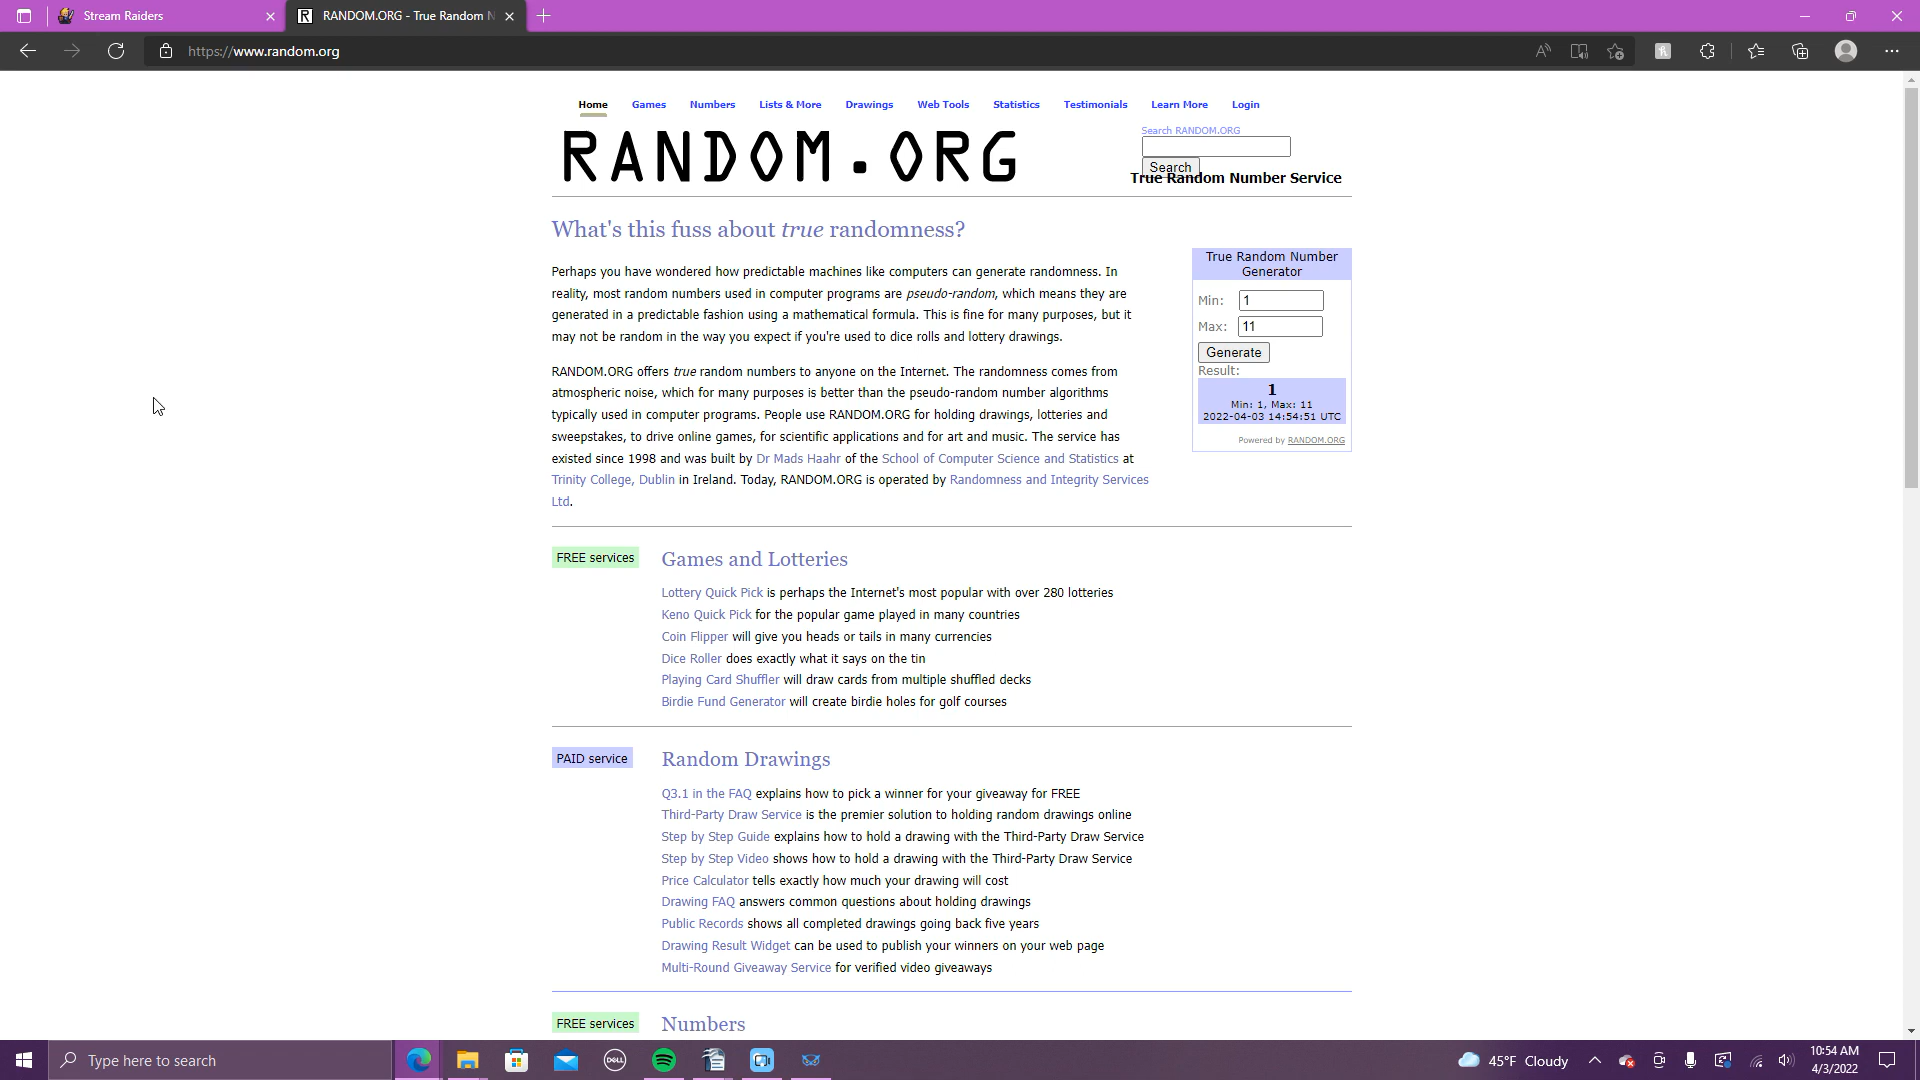 Stream Raiders
RANDOM.ORG - True Random N
https://www.random.org
Home Games Numbers Lists & More Drawings Web Tools Statistics Testimonials Learn More Login
RANDOM.ORG
Search RANDOM.ORG
Search
True Random Number Service
What's this fuss about true randomness?
Perhaps you have wondered how predictable machines like computers can generate randomness. In
reality, most random numbers used in computer programs are pseudo-random, which means they are
generated in a predictable fashion using a mathematical formula. This is fine for many purposes, but it
may not be random in the way you expect if you're used to dice rolls and lottery drawings.
RANDOM.ORG offers true random numbers to anyone on the Internet. The randomness comes from
atmospheric noise, which for many purposes is better than the pseudo-random number algorithms
typically used in computer programs. People use RANDOM.ORG for holding drawings, lotteries and
sweepstakes, to drive online games, for scientific applications and for art and music. The service has
existed since 1998 and was built by Dr Mads Haahr of the School of Computer Science and Statistics at
Trinity College, Dublin in Ireland. Today, RANDOM.ORG is operated by Randomness and Integrity Services
Ltd.
True Random Number
Generator
Min: 1
Max: 11
Generate
Result:
1
Min: 1, Max: 11
2022-04-03 14:54:51 UTC
Powered by RANDOM.ORG
FREE services
Games and Lotteries
Lottery Quick Pick is perhaps the Internet's most popular with over 280 lotteries
Keno Quick Pick for the popular game played in many countries
Coin Flipper will give you heads or tails in many currencies
Dice Roller does exactly what it says on the tin
Playing Card Shuffler will draw cards from multiple shuffled decks
Birdie Fund Generator will create birdie holes for golf courses
PAID service
Random Drawings
Q3.1 in the FAQ explains how to pick a winner for your giveaway for FREE
Third-Party Draw Service is the premier solution to holding random drawings online
Step by Step Guide explains how to hold a drawing with the Third-Party Draw Service
Step by Step Video shows how to hold a drawing with the Third-Party Draw Service
Price Calculator tells exactly how much your drawing will cost
Drawing FAQ answers common questions about holding drawings
Public Records shows all completed drawings going back five years
Drawing Result Widget can be used to publish your winners on your web page
Multi-Round Giveaway Service for verified video giveaways
FREE services
Numbers
Type here to search
DELL
45°F Cloudy
10:54 AM
4/3/2022